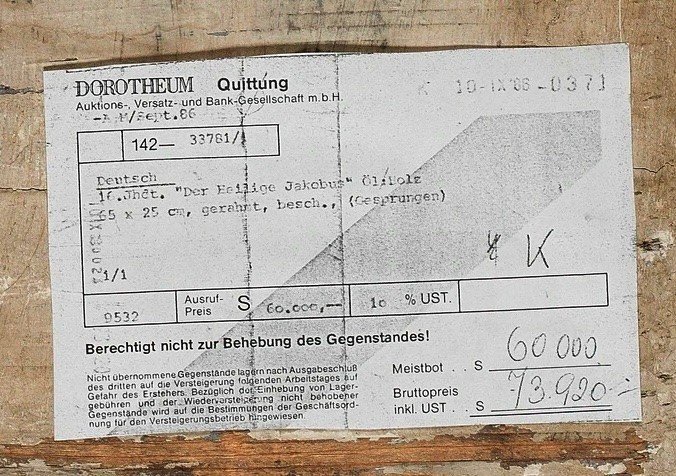 DOROTHEUM Quittung
Auktions-, Versatz- und Bank-Gesellschaft m.b.H.
K 10-IX'86 -0371
/Sept.86
142— 33781/
Deutsch
16.Jhdt. "Der Heilige Jakobus" Öl.Holz
65 x 25 cm, gerahmt, besch., (Gesprungen)
1/1
K
9532 Ausruf-Preis S 60.000,-- 10 % UST.
Berechtigt nicht zur Behebung des Gegenstandes!
Nicht übernommene Gegenstände lagern nach Ausgabeschluß
des dritten auf die Versteigerung folgenden Arbeitstages auf
Gefahr des Erstehers. Bezüglich der Einhebung von Lager-
gebühren und der Wiederversteigerung nicht behobener
Gegenstände wird auf die Bestimmungen der Geschäftsord-
nung für den Versteigerungsbetrieb hingewiesen.
Meistbot . . S 60 000
Bruttopreis
inkl. UST . . S 73.920.-